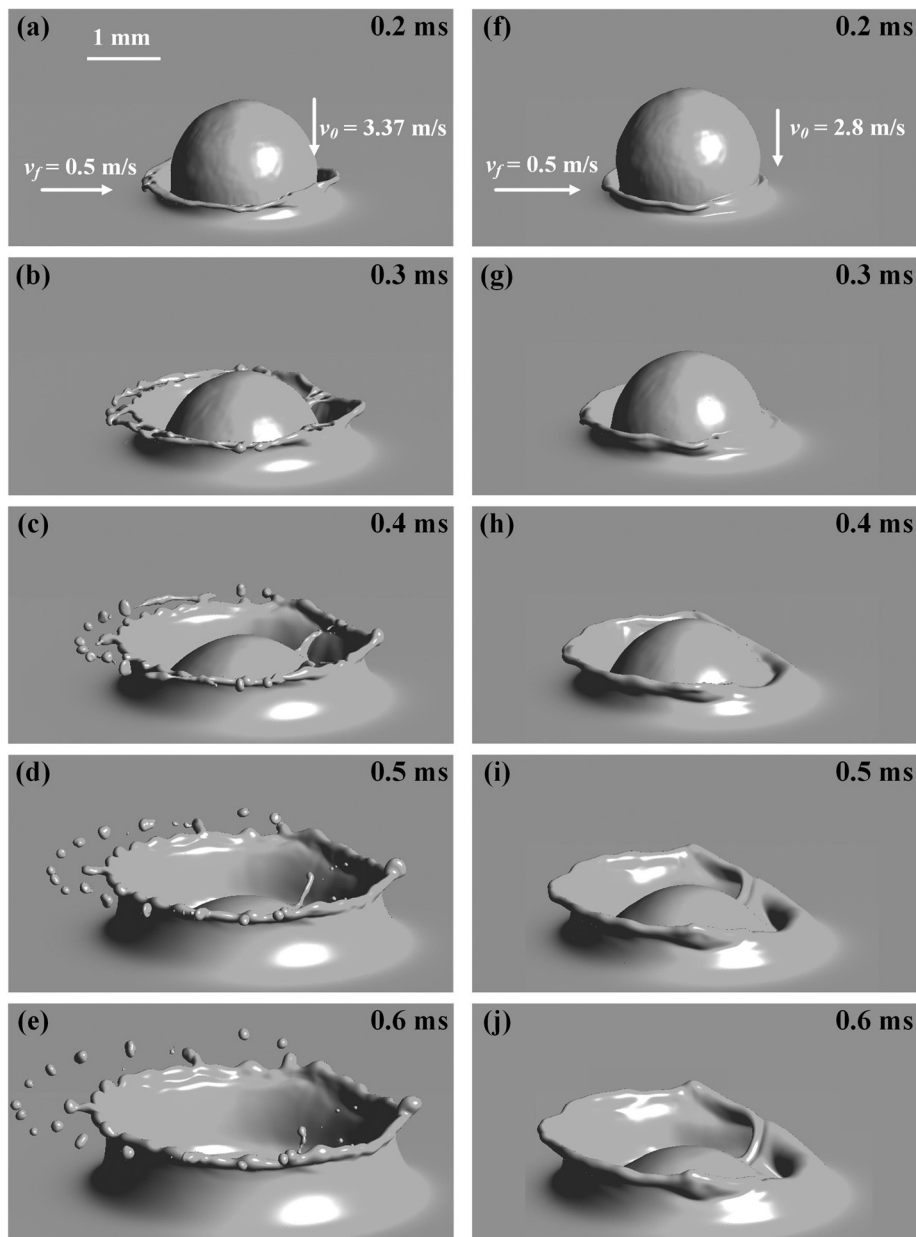 (a) 0.2 ms
1 mm
v₀ = 3.37 m/s
v_f = 0.5 m/s
(f) 0.2 ms
v₀ = 2.8 m/s
v_f = 0.5 m/s
(b) 0.3 ms
(g) 0.3 ms
(c) 0.4 ms
(h) 0.4 ms
(d) 0.5 ms
(i) 0.5 ms
(e) 0.6 ms
(j) 0.6 ms